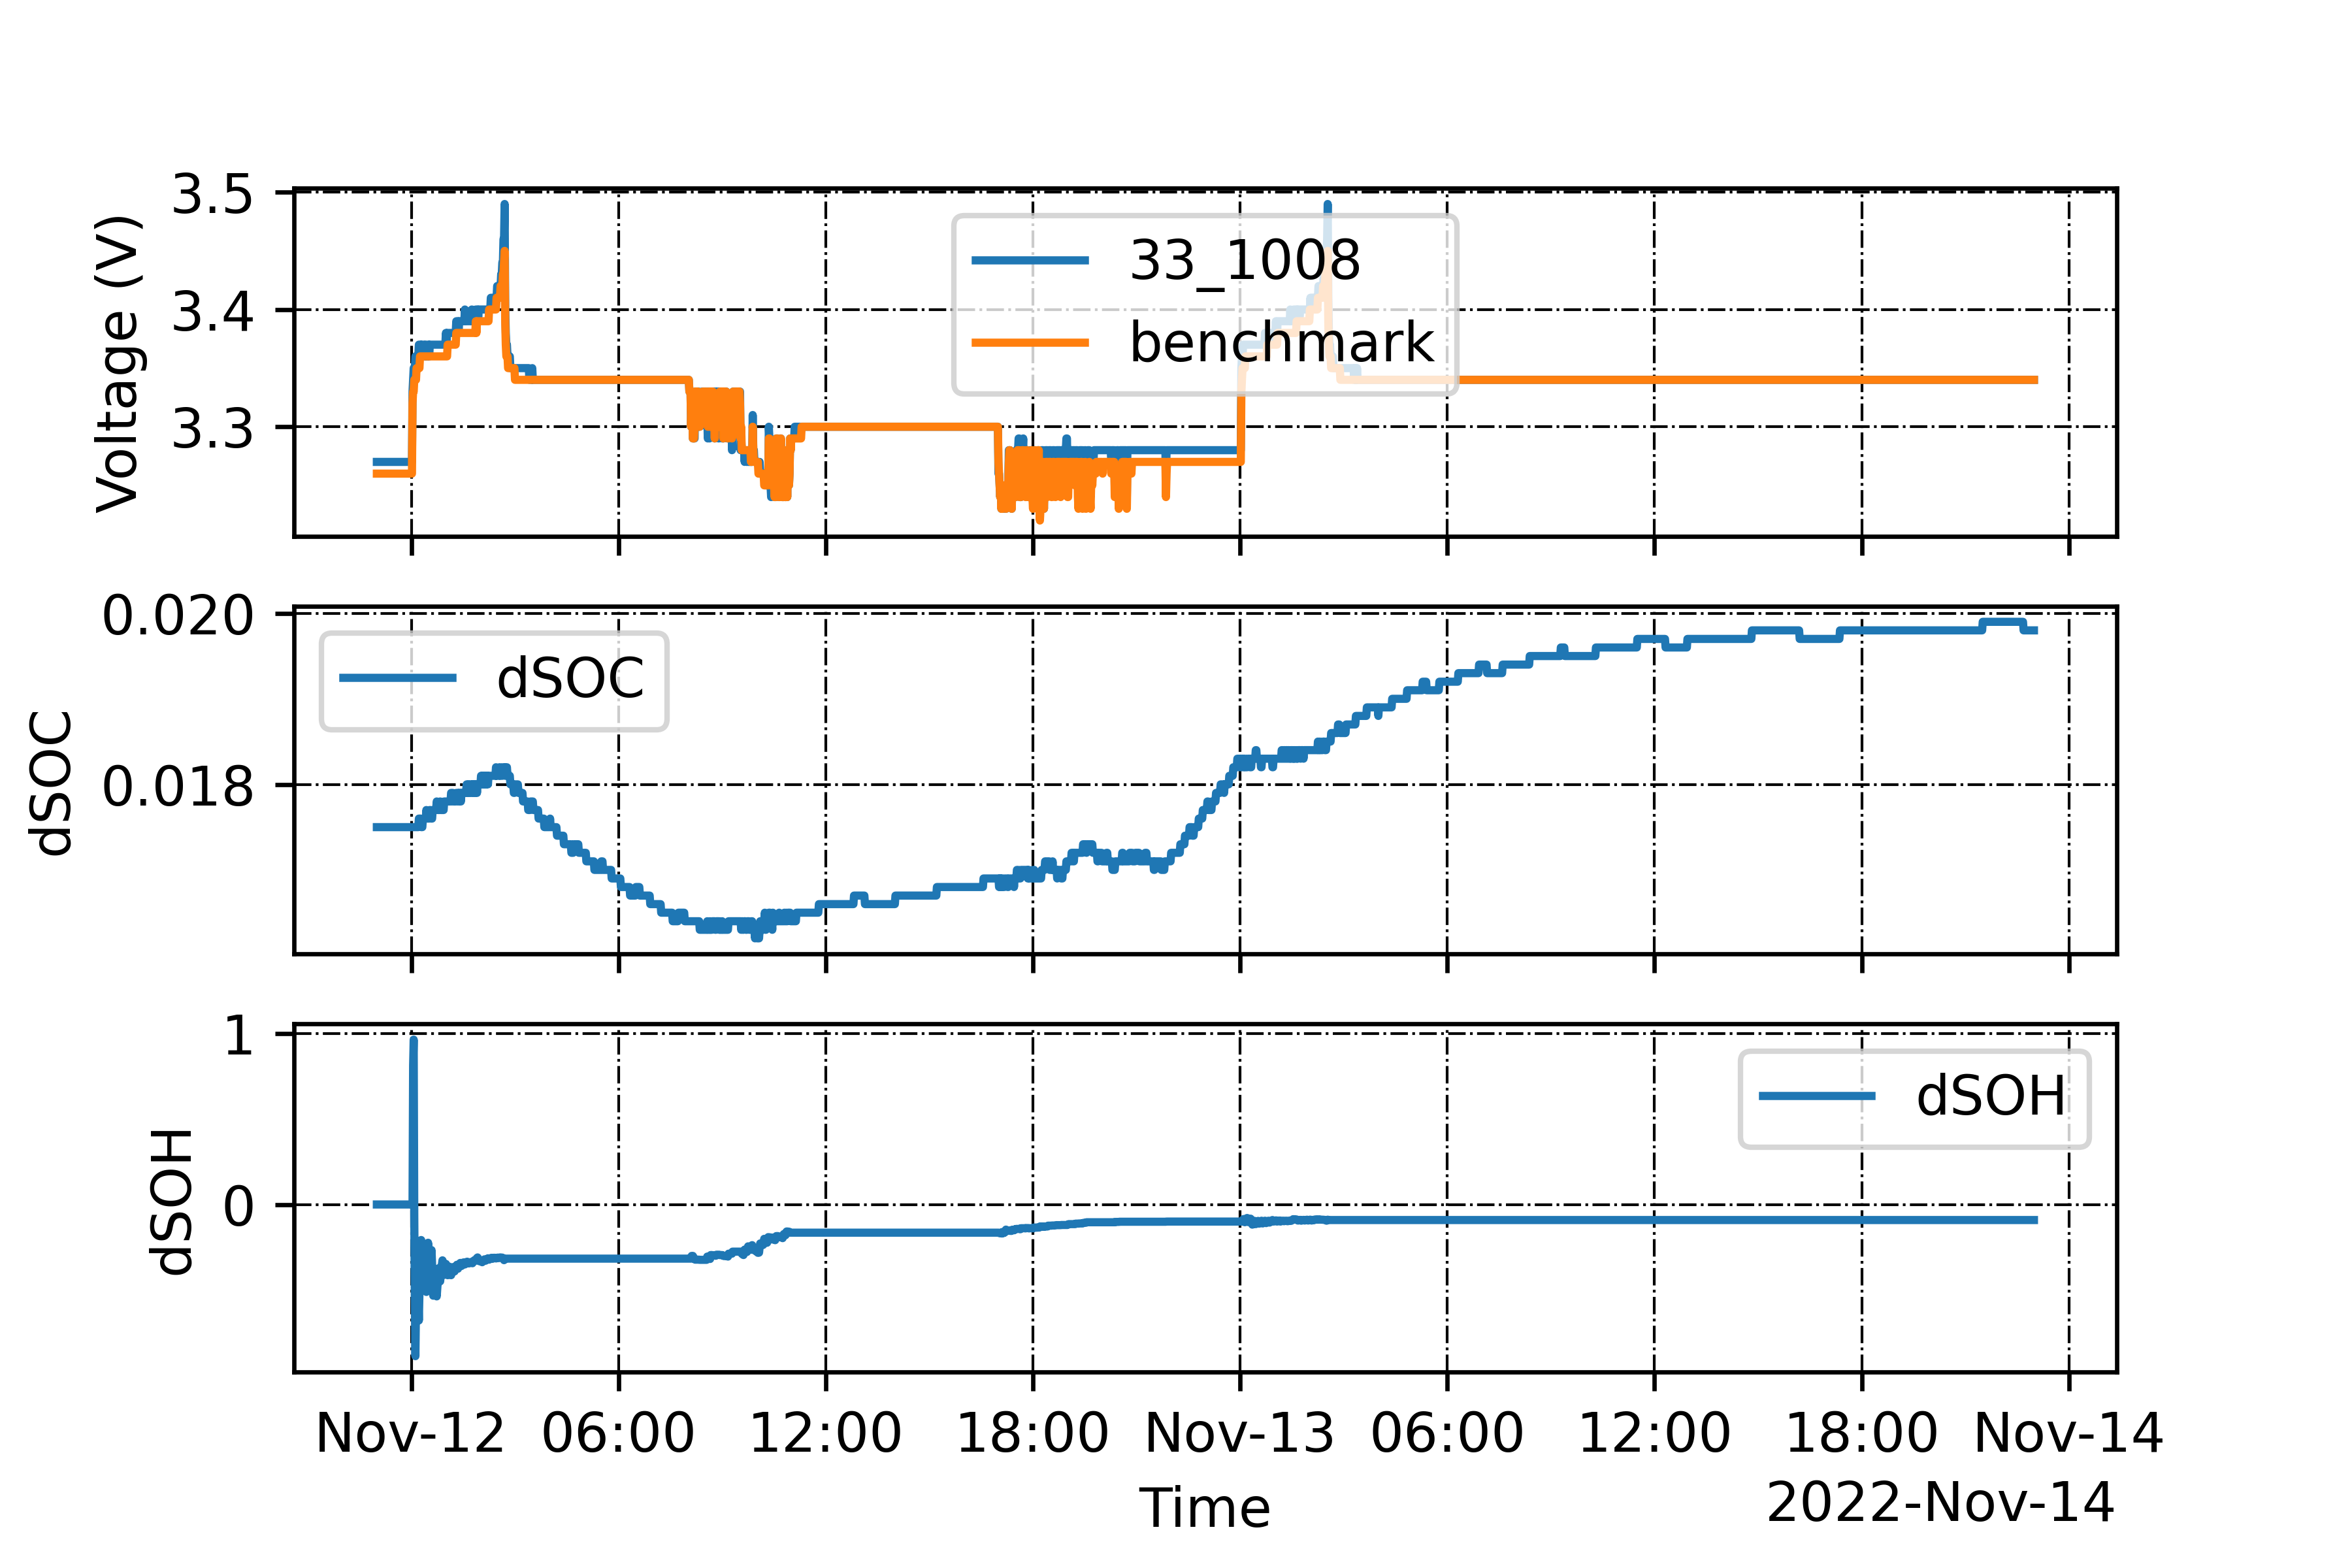 Voltage (V)
3.5
3.4
3.3
33_1008
benchmark
dSOC
0.020
0.018
dSOC
dSOH
1
0
dSOH
Nov-12 06:00 12:00 18:00 Nov-13 06:00 12:00 18:00 Nov-14
Time
2022-Nov-14